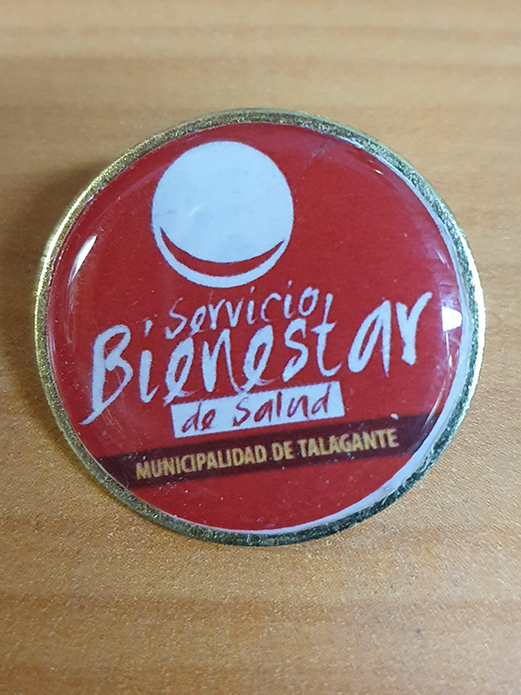 Servicio
Bienestar
de Salud
MUNICIPALIDAD DE TALAGANTE